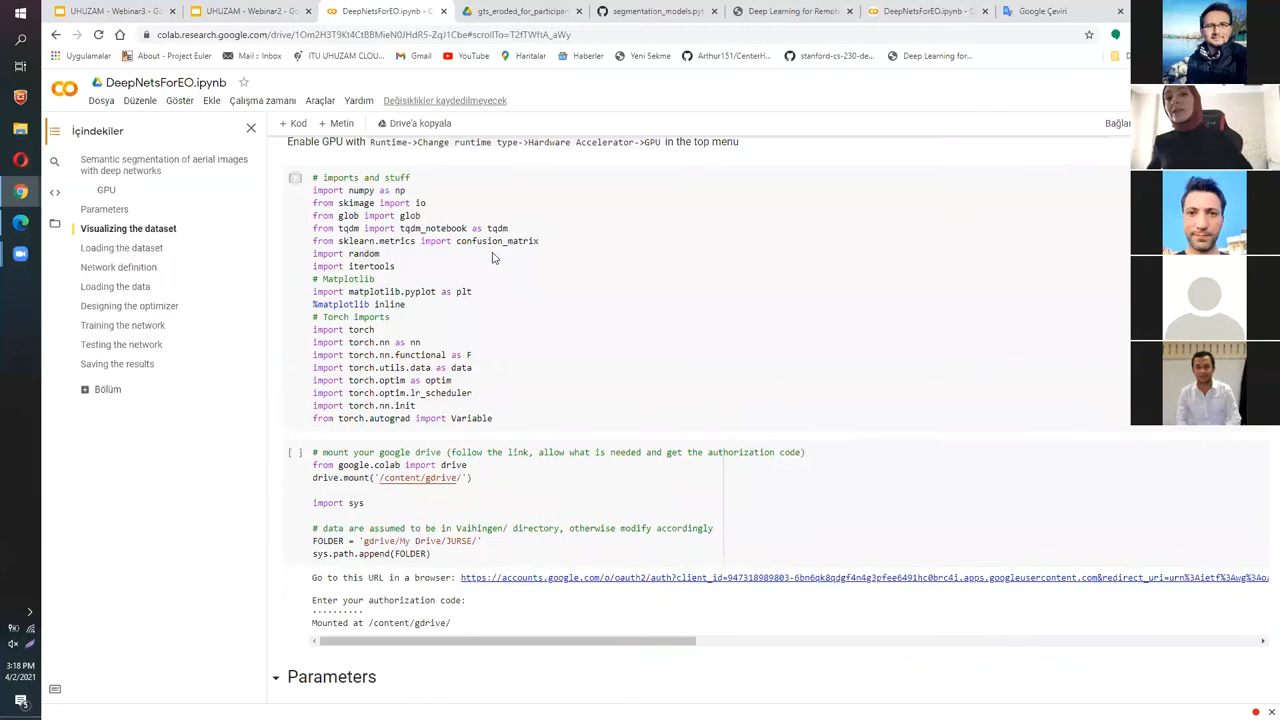 UHUZAM - Webinar3 - G
UHUZAM - Webinar2 - G
DeepNetsForEO.ipynb - C
gts_eroded_for_participan
segmentation_models.pyt
Deep Learning for Remot
DeepNetsForEO.ipynb - C
Google Çeviri
Uygulamalar
About - Project Euler
Mail :: Inbox
ITU UHUZAM CLOU...
Gmail
YouTube
Haritalar
Haberler
Yeni Sekme
Arthur151/CenterH...
stanford-cs-230-de...
Deep Learning for...
DeepNetsForEO.ipynb
Dosya Düzenle Göster Ekle Çalışma zamanı Araçlar Yardım Değişiklikler kaydedilmeyecek
İçindekiler
+ Kod + Metin Drive'a kopyala
Bağlan
Semantic segmentation of aerial images
with deep networks
GPU
Parameters
Visualizing the dataset
Loading the dataset
Network definition
Loading the data
Designing the optimizer
Training the network
Testing the network
Saving the results
Bölüm
Enable GPU with Runtime->Change runtime type->Hardware Accelerator->GPU in the top menu
# imports and stuff
import numpy as np
from skimage import io
from glob import glob
from tqdm import tqdm_notebook as tqdm
from sklearn.metrics import confusion_matrix
import random
import itertools
# Matplotlib
import matplotlib.pyplot as plt
%matplotlib inline
# Torch imports
import torch
import torch.nn as nn
import torch.nn.functional as F
import torch.utils.data as data
import torch.optim as optim
import torch.optim.lr_scheduler
import torch.nn.init
from torch.autograd import Variable
[ ]
# mount your google drive (follow the link, allow what is needed and get the authorization code)
from google.colab import drive
drive.mount('/content/gdrive/')
import sys
# data are assumed to be in Vaihingen/ directory, otherwise modify accordingly
FOLDER = 'gdrive/My Drive/JURSE/'
sys.path.append(FOLDER)
Go to this URL in a browser:
Enter your authorization code:
··········
Mounted at /content/gdrive/
Parameters
3:18 PM
4/2/2021